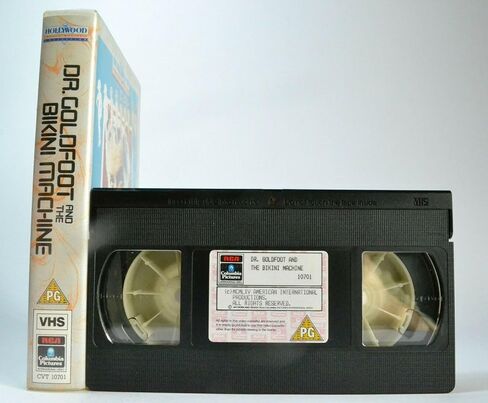 HOLLYWOOD
DR. GOLDFOOT AND THE BIKINI MACHINE
PG
VHS
RCA
Columbia
Pictures
CVT 10701
VHS
RCA
Columbia
Pictures
DR. GOLDFOOT AND
THE BIKINI MACHINE
10701
(c)MCMLIV AMERICAN INTERNATIONAL
PRODUCTIONS.
ALL RIGHTS RESERVED.
PG